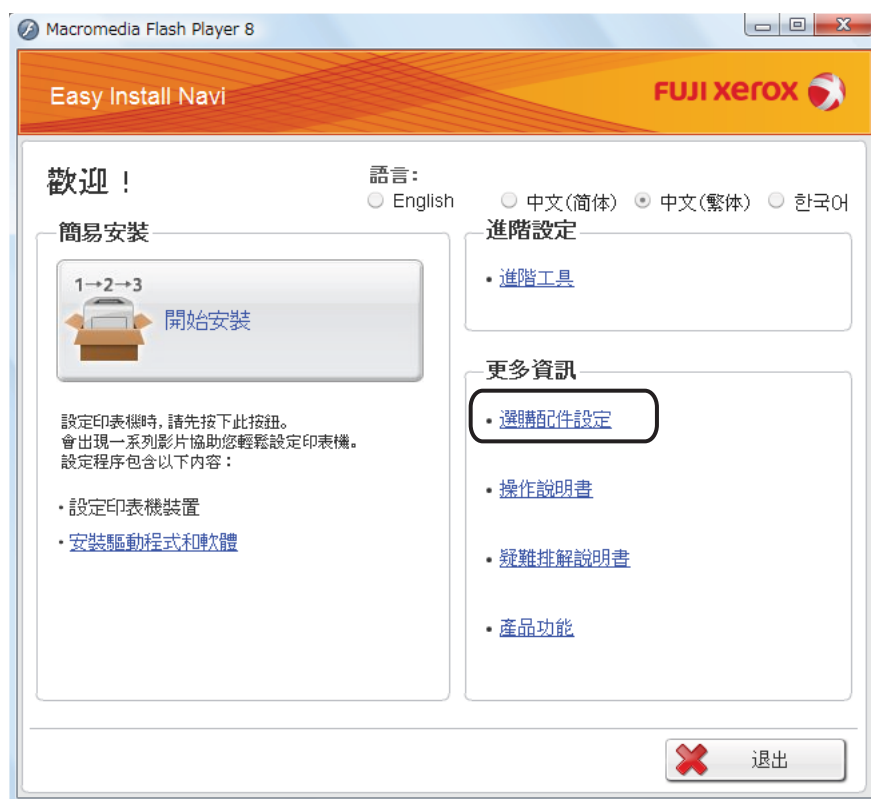 Macromedia Flash Player 8
Easy Install Navi
FUJI xerox
歡迎！
語言：
English
中文(简体)
中文(繁体)
한국어
簡易安裝
1→2→3
開始安裝
設定印表機時，請先按下此按鈕。
會出現一系列影片協助您輕鬆設定印表機。
設定程序包含以下內容：
・設定印表機裝置
・安裝驅動程式和軟體
進階設定
・進階工具
更多資訊
・選購配件設定
・操作說明書
・疑難排解說明書
・產品功能
退出